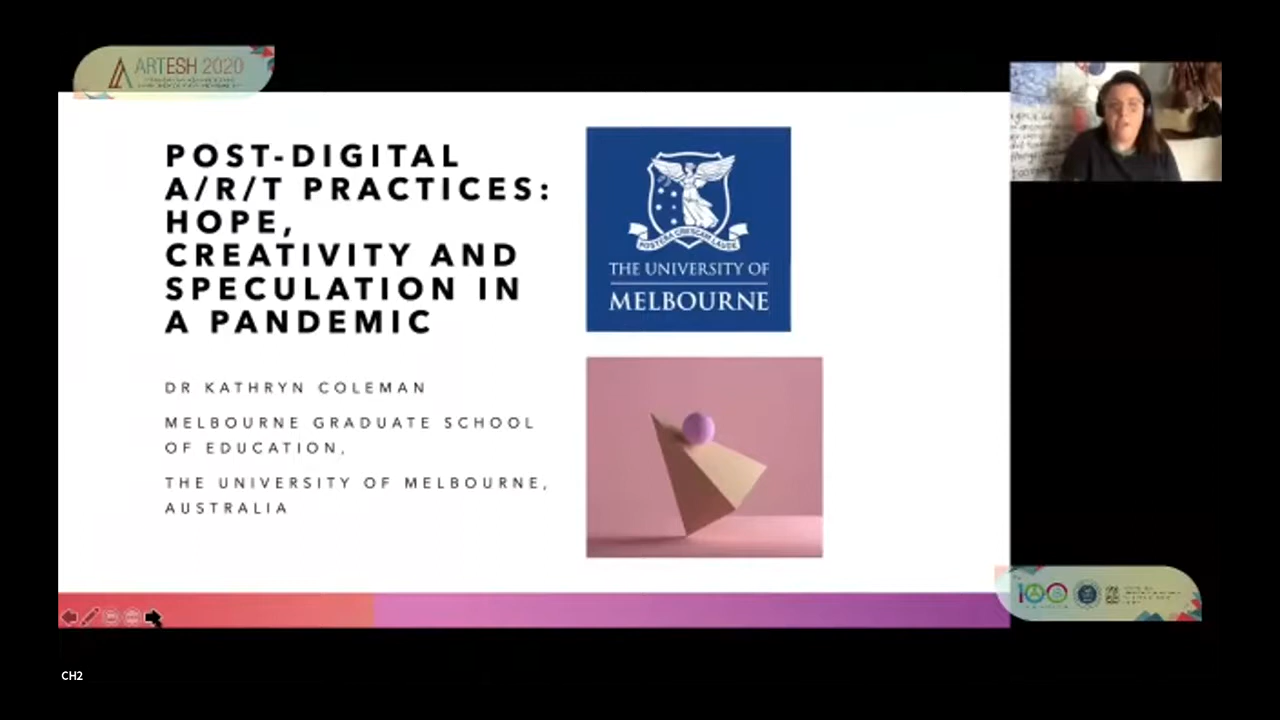 ARTESH 2020
POST-DIGITAL
A/R/T PRACTICES:
HOPE,
CREATIVITY AND
SPECULATION IN
A PANDEMIC
DR KATHRYN COLEMAN
MELBOURNE GRADUATE SCHOOL
OF EDUCATION,
THE UNIVERSITY OF MELBOURNE,
AUSTRALIA
POSTERA CRESCAM LAUDE
THE UNIVERSITY OF
MELBOURNE
100
CH2